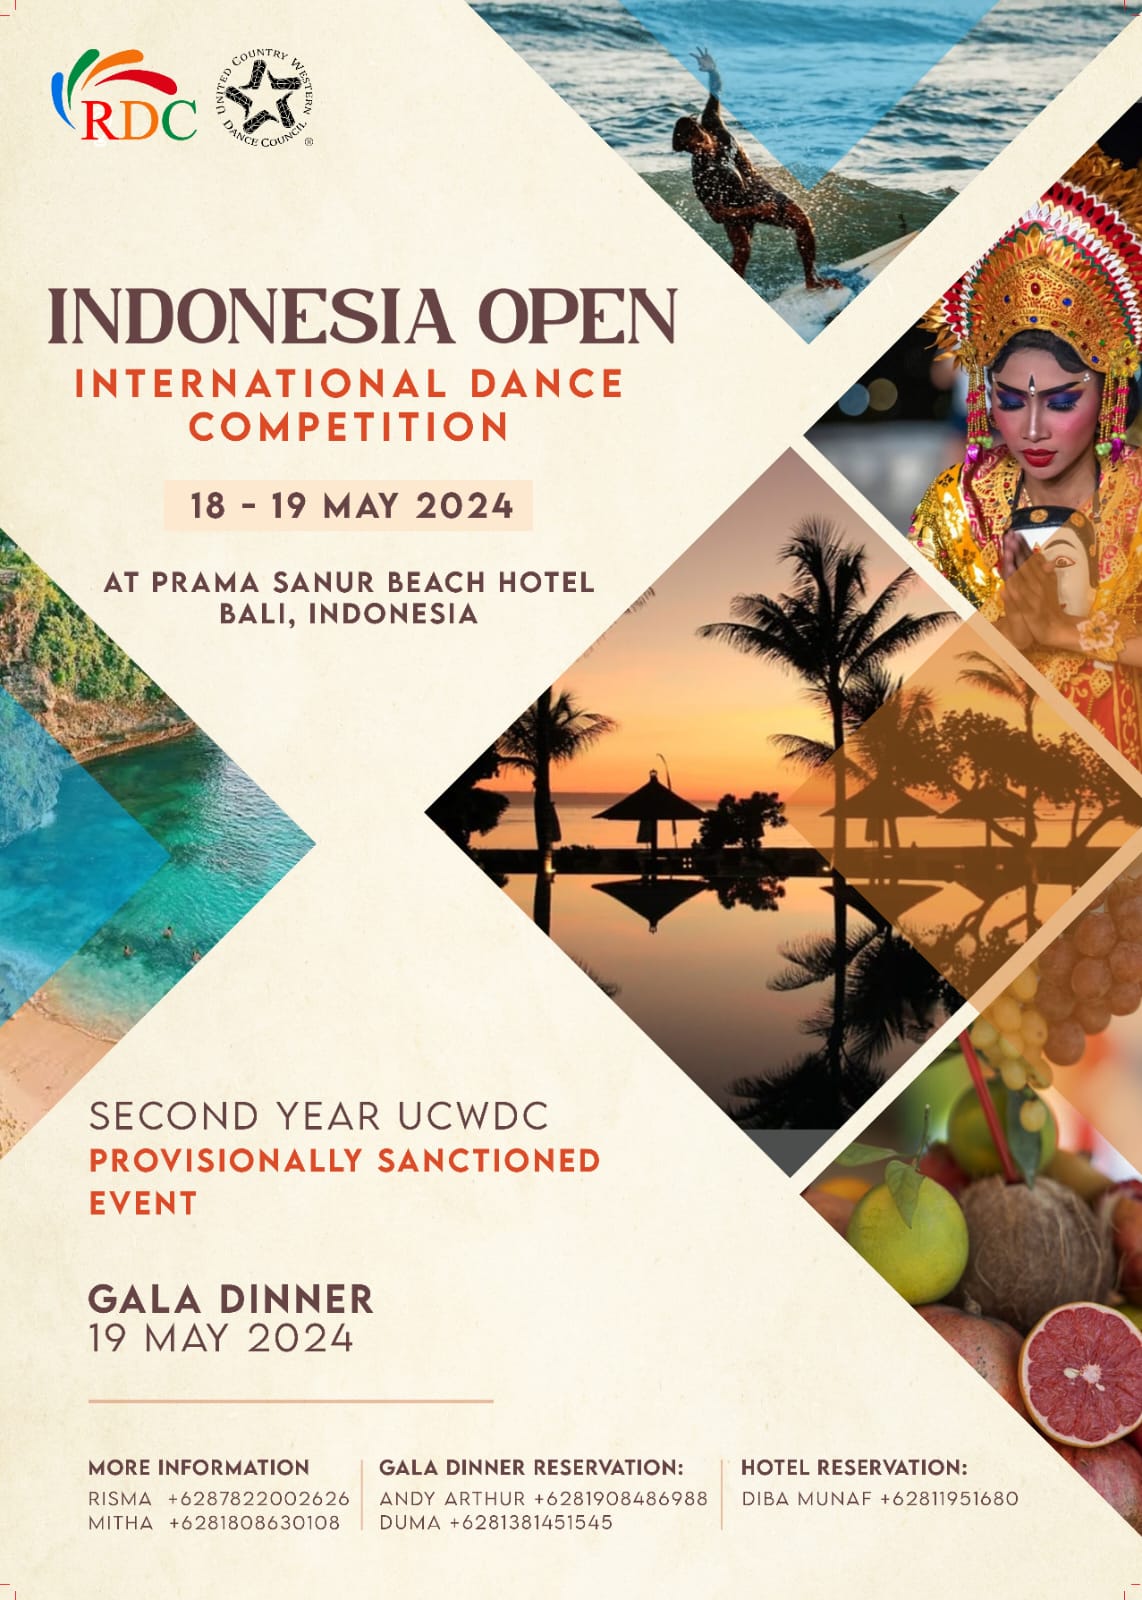 RDC
UNITED COUNTRY WESTERN DANCE COUNCIL ®
INDONESIA OPEN
INTERNATIONAL DANCE
COMPETITION
18 - 19 MAY 2024
AT PRAMA SANUR BEACH HOTEL
BALI, INDONESIA
SECOND YEAR UCWDC
PROVISIONALLY SANCTIONED
EVENT
GALA DINNER
19 MAY 2024
MORE INFORMATION
RISMA +6287822002626
MITHA +6281808630108
GALA DINNER RESERVATION:
ANDY ARTHUR +6281908486988
DUMA +6281381451545
HOTEL RESERVATION:
DIBA MUNAF +62811951680